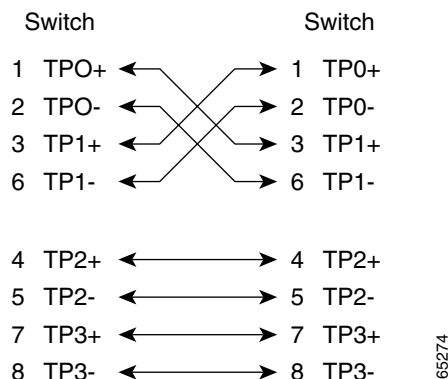 Switch Switch
1 TPO+ 1 TP0+
2 TPO- 2 TP0-
3 TP1+ 3 TP1+
6 TP1- 6 TP1-
4 TP2+ 4 TP2+
5 TP2- 5 TP2-
7 TP3+ 7 TP3+
8 TP3- 8 TP3-
65274